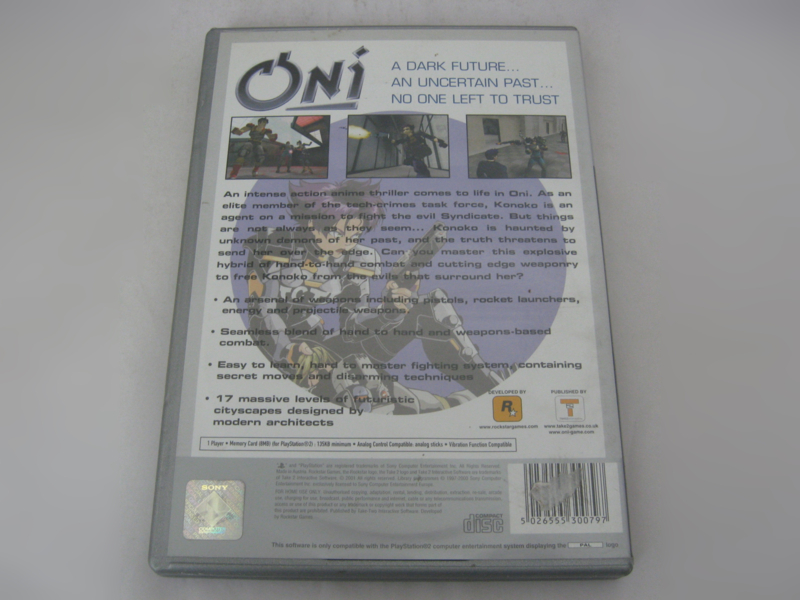 ONi
A DARK FUTURE...
AN UNCERTAIN PAST...
NO ONE LEFT TO TRUST
An intense action anime thriller comes to life in Oni. As an
elite member of the tech-crimes task force, Konoko is an
agent on a mission to fight the evil Syndicate. But things
are not always as they seem... Konoko is haunted by
unknown demons of her past, and the truth threatens to
send her over the edge. Can you master this explosive
hybrid of hand-to-hand combat and cutting edge weaponry
to free Konoko from the evils that surround her?
• An arsenal of weapons including pistols, rocket launchers,
energy and projectile weapons.
• Seamless blend of hand to hand and weapons-based
combat.
• Easy to learn, hard to master fighting system, containing
secret moves and disarming techniques
• 17 massive levels of futuristic
cityscapes designed by
modern architects
DEVELOPED BY
R
www.rockstargames.com
PUBLISHED BY
T
www.take2games.co.uk
www.onigame.com
1 Player • Memory Card (8MB) (for PlayStation®2) : 135KB minimum • Analog Control Compatible: analog sticks • Vibration Function Compatible
SONY
COMPACT
disc
5 026555 300797
This software is only compatible with the PlayStation®2 computer entertainment system displaying the PAL logo.